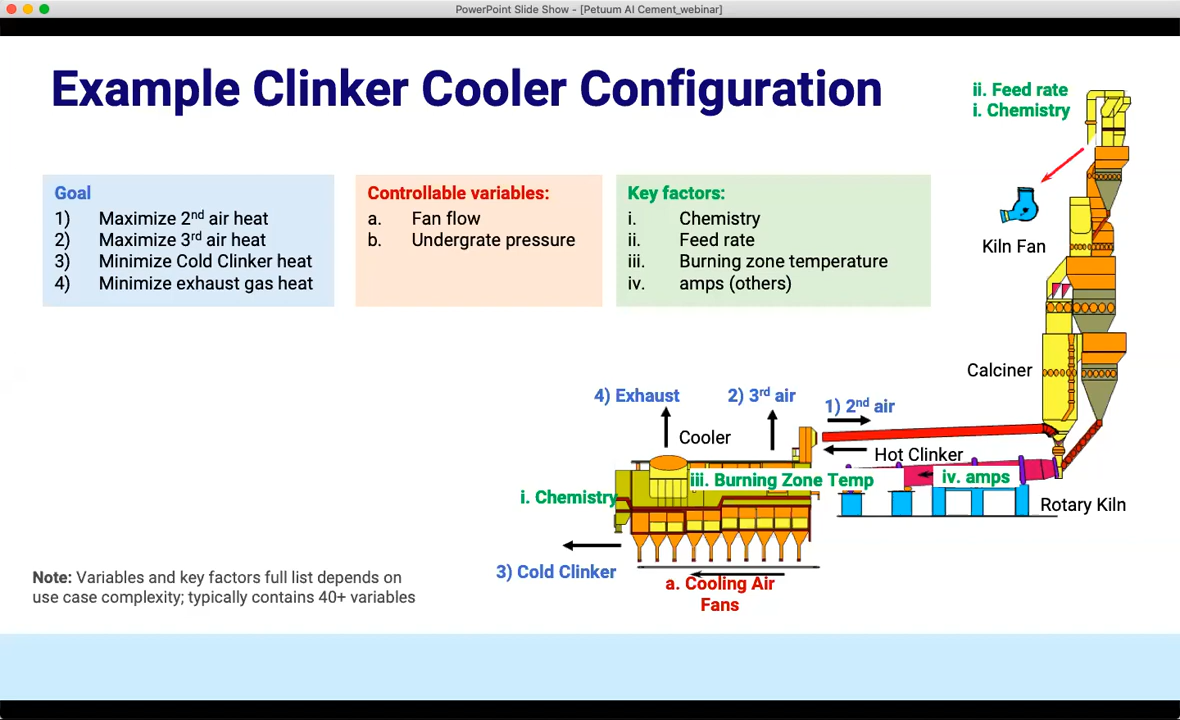 PowerPoint Slide Show - [Petuum AI Cement_webinar]
Example Clinker Cooler Configuration
ii. Feed rate
i. Chemistry
Goal
1) Maximize 2nd air heat
2) Maximize 3rd air heat
3) Minimize Cold Clinker heat
4) Minimize exhaust gas heat
Controllable variables:
a. Fan flow
b. Undergrate pressure
Key factors:
i. Chemistry
ii. Feed rate
iii. Burning zone temperature
iv. amps (others)
Kiln Fan
Calciner
4) Exhaust
2) 3rd air
1) 2nd air
Cooler
Hot Clinker
iii. Burning Zone Temp
iv. amps
i. Chemistry
Rotary Kiln
3) Cold Clinker
a. Cooling Air
Fans
Note: Variables and key factors full list depends on
use case complexity; typically contains 40+ variables